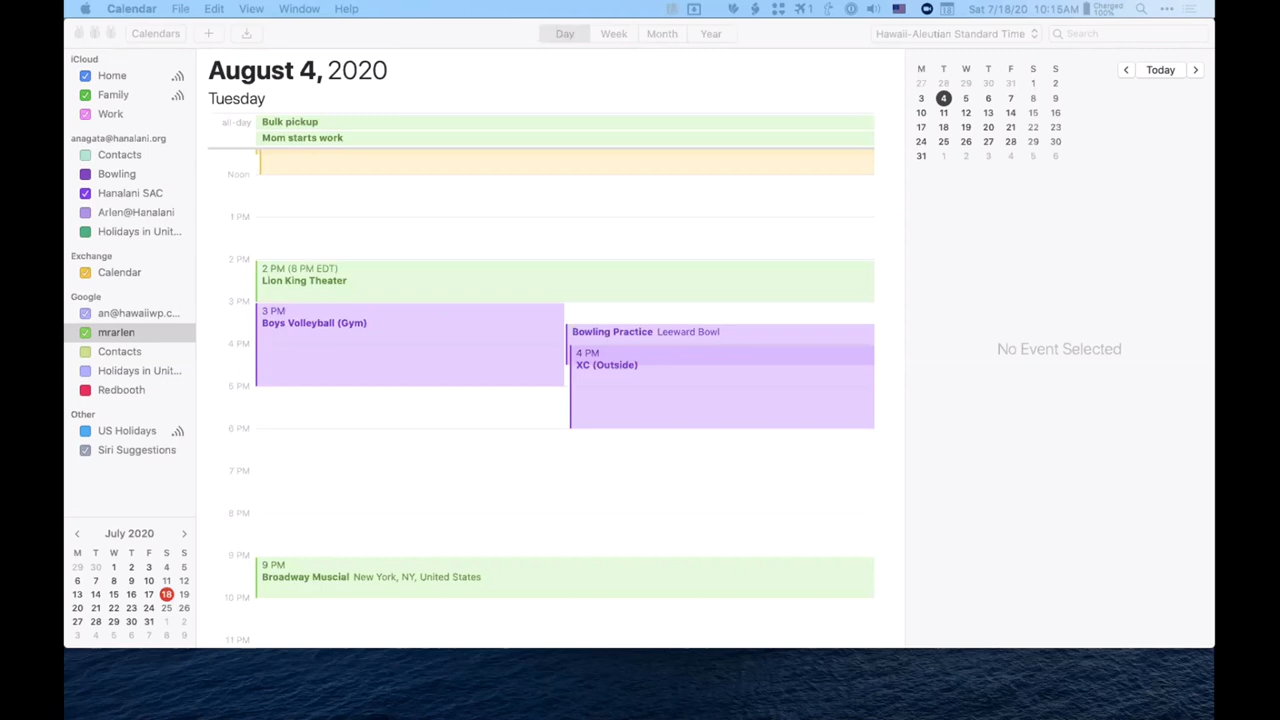 Calendar File Edit View Window Help 1 Sat 7/18/20 10:15AM Charged 100%
Calendars + Day Week Month Year Hawaii-Aleutian Standard Time Search
iCloud
Home
Family
Work
anagata@hanalani.org
Contacts
Bowling
Hanalani SAC
Arlen@Hanalani
Holidays in Unit...
Exchange
Calendar
Google
an@hawaiiwp.c...
mrarlen
Contacts
Holidays in Unit...
Redbooth
Other
US Holidays
Siri Suggestions
July 2020
M T W T F S S
29 30 1 2 3 4 5
6 7 8 9 10 11 12
13 14 15 16 17 18 19
20 21 22 23 24 25 26
27 28 29 30 31 1 2
3 4 5 6 7 8 9
August 4, 2020
Tuesday
all-day Bulk pickup
Mom starts work
Noon
1 PM
2 PM 2 PM (8 PM EDT)
Lion King Theater
3 PM 3 PM
Boys Volleyball (Gym)
Bowling Practice Leeward Bowl
4 PM 4 PM
XC (Outside)
5 PM
6 PM
7 PM
8 PM
9 PM 9 PM
Broadway Muscial New York, NY, United States
10 PM
11 PM
M T W T F S S
27 28 29 30 31 1 2
3 4 5 6 7 8 9
10 11 12 13 14 15 16
17 18 19 20 21 22 23
24 25 26 27 28 29 30
31 1 2 3 4 5 6
Today
No Event Selected